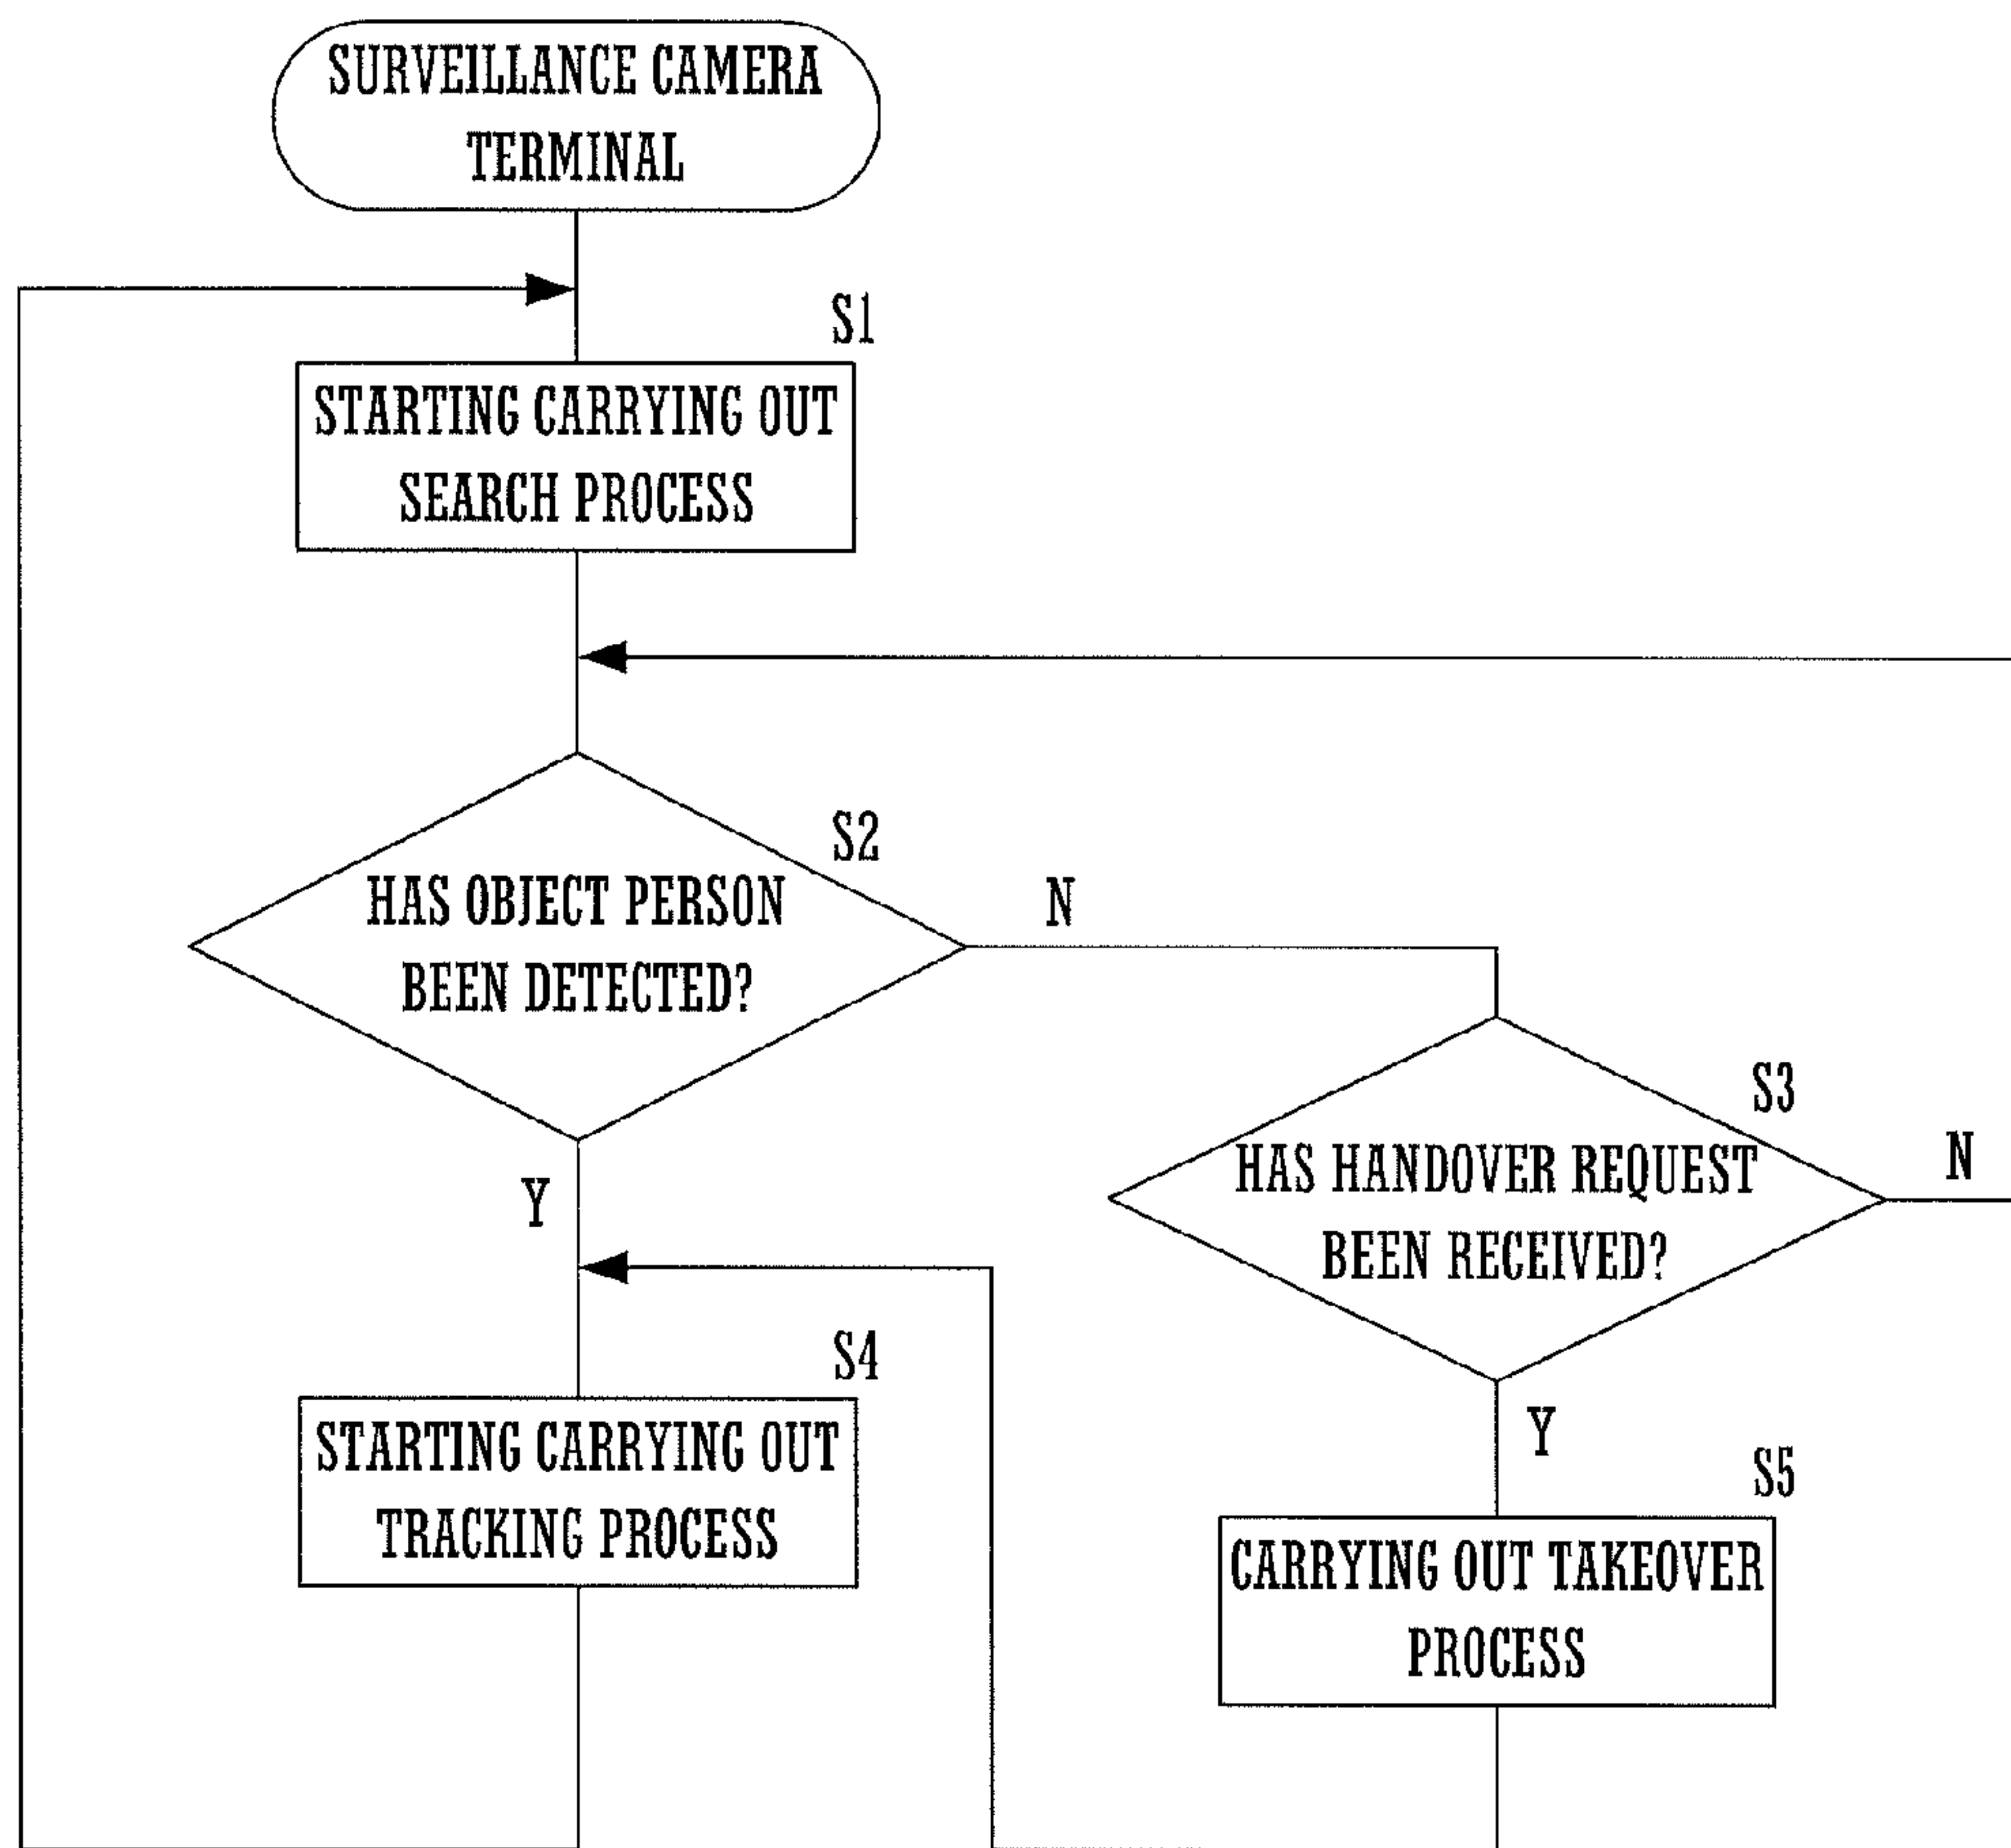 SURVEILLANCE CAMERA
TERMINAL
S1
STARTING CARRYING OUT
SEARCH PROCESS
S2
HAS OBJECT PERSON
BEEN DETECTED?
N
S3
HAS HANDOVER REQUEST
BEEN RECEIVED?
N
Y
S4
STARTING CARRYING OUT
TRACKING PROCESS
Y
S5
CARRYING OUT TAKEOVER
PROCESS